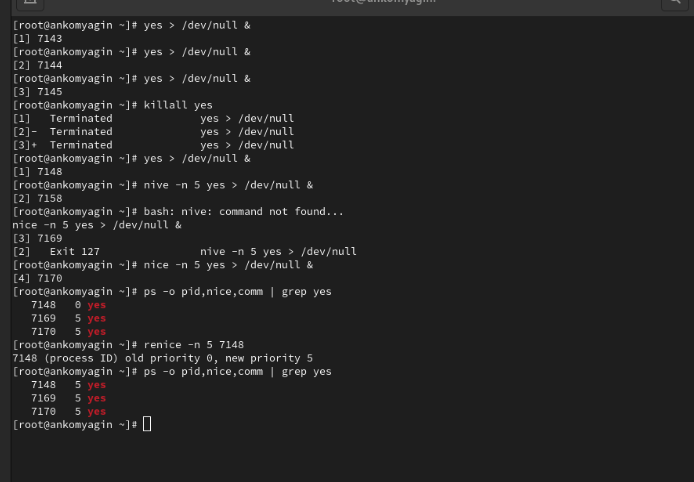 [root@ankomyagin ~]# yes > /dev/null &
[1] 7143
[root@ankomyagin ~]# yes > /dev/null &
[2] 7144
[root@ankomyagin ~]# yes > /dev/null &
[3] 7145
[root@ankomyagin ~]# killall yes
[1]   Terminated              yes > /dev/null
[2]-  Terminated              yes > /dev/null
[3]+  Terminated              yes > /dev/null
[root@ankomyagin ~]# yes > /dev/null &
[1] 7148
[root@ankomyagin ~]# nive -n 5 yes > /dev/null &
[2] 7158
[root@ankomyagin ~]# bash: nive: command not found...
nice -n 5 yes > /dev/null &
[3] 7169
[2]   Exit 127                nive -n 5 yes > /dev/null
[root@ankomyagin ~]# nice -n 5 yes > /dev/null &
[4] 7170
[root@ankomyagin ~]# ps -o pid,nice,comm | grep yes
   7148   0 yes
   7169   5 yes
   7170   5 yes
[root@ankomyagin ~]# renice -n 5 7148
7148 (process ID) old priority 0, new priority 5
[root@ankomyagin ~]# ps -o pid,nice,comm | grep yes
   7148   5 yes
   7169   5 yes
   7170   5 yes
[root@ankomyagin ~]#